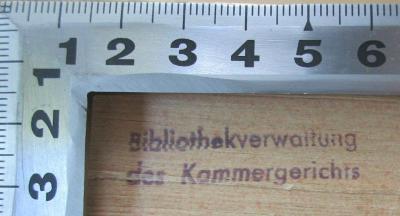 1 2 3 4 5 6
1
2
3
Bibliothekverwaltung
des Kammergerichts